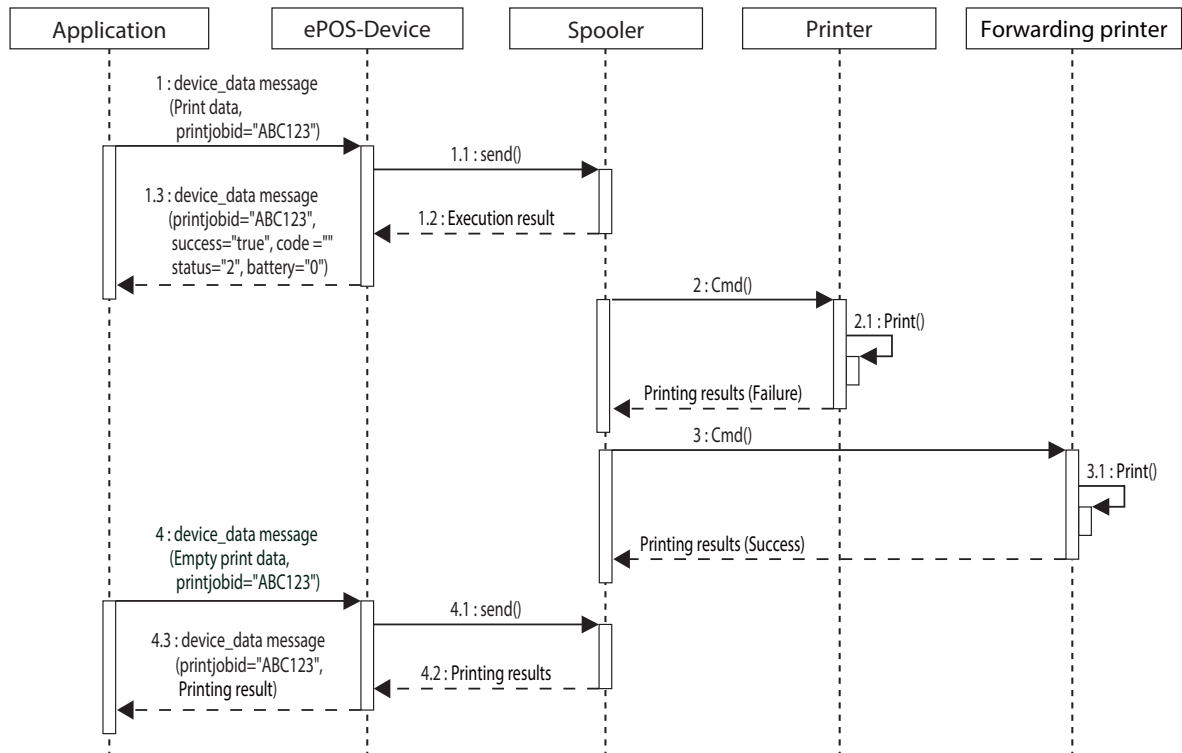 Application
ePOS-Device
Spooler
Printer
Forwarding printer
1 : device_data message
(Print data,
printjobid="ABC123")
1.1 : send()
1.2 : Execution result
1.3 : device_data message
(printjobid="ABC123",
success="true", code =""
status="2", battery="0")
2 : Cmd()
2.1 : Print()
Printing results (Failure)
3 : Cmd()
3.1 : Print()
Printing results (Success)
4 : device_data message
(Empty print data,
printjobid="ABC123")
4.1 : send()
4.2 : Printing results
4.3 : device_data message
(printjobid="ABC123",
Printing result)